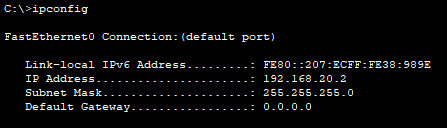 C:\>ipconfig
FastEthernet0 Connection:(default port)
Link-local IPv6 Address.........: FE80::207:ECFF:FE38:989E
IP Address......................: 192.168.20.2
Subnet Mask.....................: 255.255.255.0
Default Gateway.................: 0.0.0.0